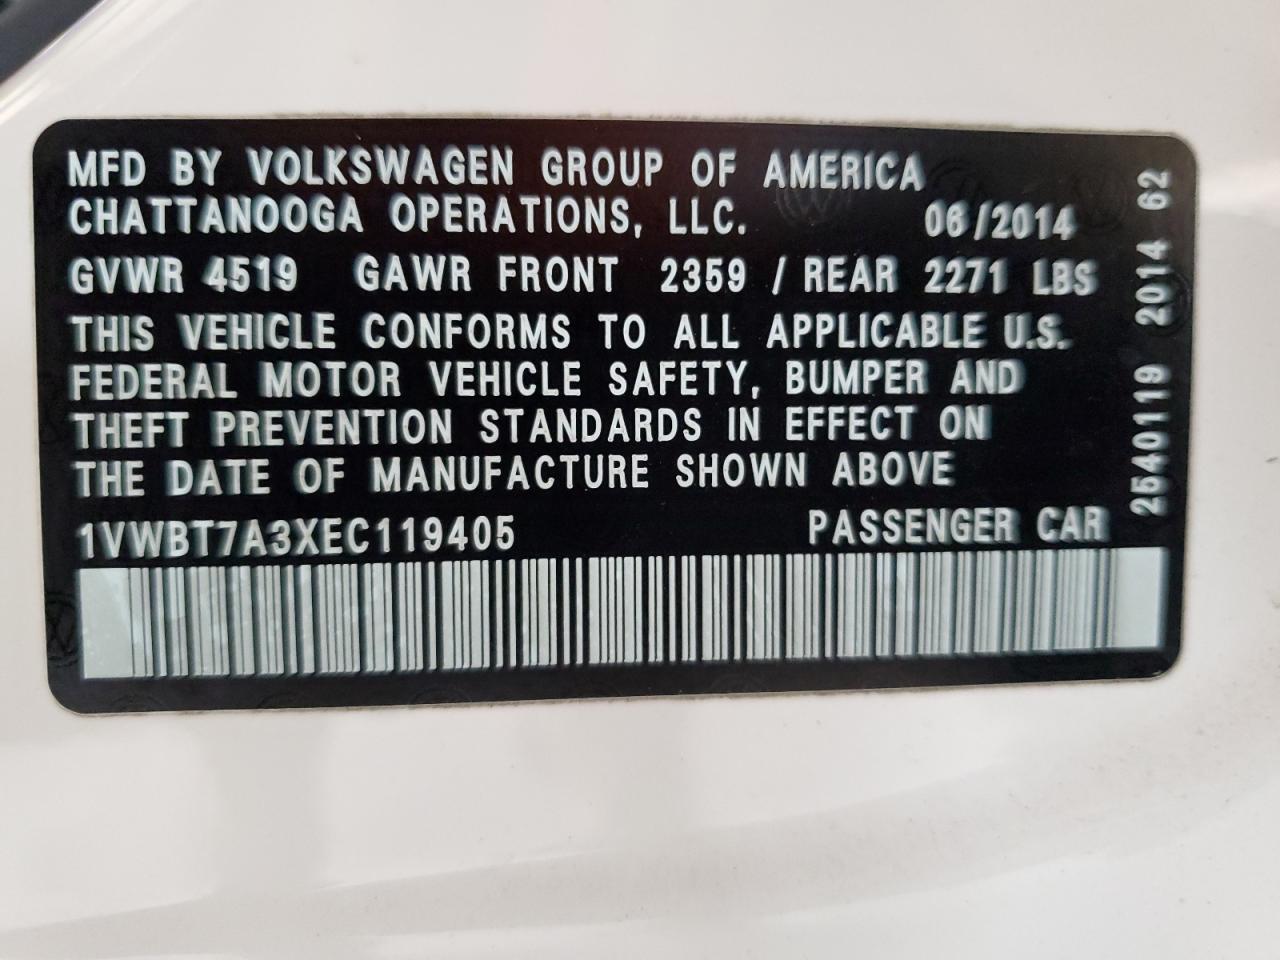 MFD BY VOLKSWAGEN GROUP OF AMERICA
CHATTANOOGA OPERATIONS, LLC. 06/2014
GVWR 4519 GAWR FRONT 2359 / REAR 2271 LBS
THIS VEHICLE CONFORMS TO ALL APPLICABLE U.S.
FEDERAL MOTOR VEHICLE SAFETY, BUMPER AND
THEFT PREVENTION STANDARDS IN EFFECT ON
THE DATE OF MANUFACTURE SHOWN ABOVE
1VWBT7A3XEC119405 PASSENGER CAR
2540119 2014 62